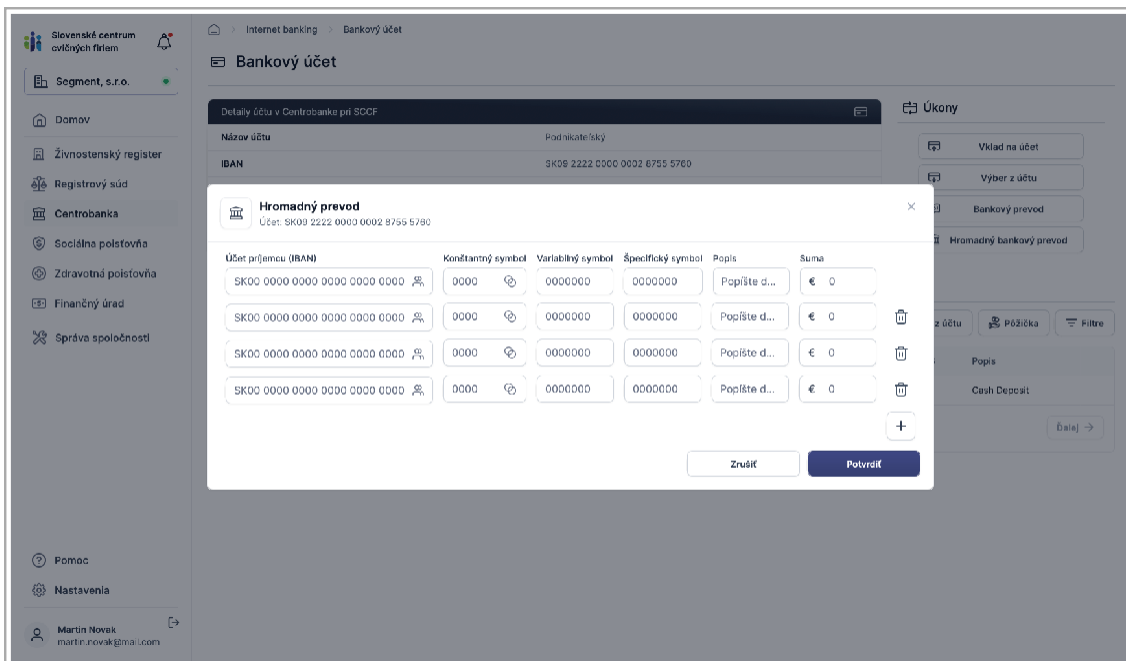 Slovenské centrum
cvičných firiem
Segment, s.r.o.
Domov
Živnostenský register
Registrový súd
Centrobanka
Sociálna poisťovňa
Zdravotná poisťovňa
Finančný úrad
Správa spoločnosti
Pomoc
Nastavenia
Martin Novak
martin.novak@mail.com
Internet banking > Bankový účet
Bankový účet
Detaily účtu v Centrobanke pri SCCF
Názov účtu Podnikateľský
IBAN SK09 2222 0000 0002 8755 5760
Úkony
Vklad na účet
Výber z účtu
Bankový prevod
Hromadný bankový prevod
z účtu Pôžička Filtre
Popis
Cash Deposit
Ďalej
Hromadný prevod
Účet: SK09 2222 0000 0002 8755 5760
Účet príjemcu (IBAN) Konštantný symbol Variabilný symbol Špecifický symbol Popis Suma
SK00 0000 0000 0000 0000 0000 0000 0000000 0000000 Popíšte d... € 0
SK00 0000 0000 0000 0000 0000 0000 0000000 0000000 Popíšte d... € 0
SK00 0000 0000 0000 0000 0000 0000 0000000 0000000 Popíšte d... € 0
SK00 0000 0000 0000 0000 0000 0000 0000000 0000000 Popíšte d... € 0
+
Zrušiť Potvrdiť